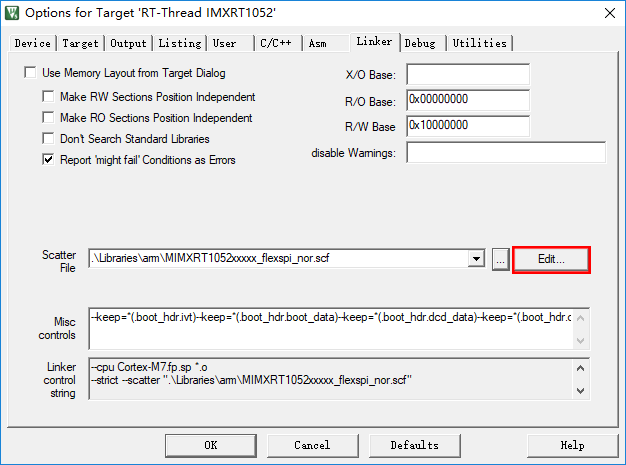 Options for Target 'RT-Thread IMXRT1052'
Device Target Output Listing User C/C++ Asm Linker Debug Utilities
Use Memory Layout from Target Dialog
Make RW Sections Position Independent
Make RO Sections Position Independent
Don't Search Standard Libraries
Report 'might fail' Conditions as Errors
X/O Base:
R/O Base: 0x00000000
R/W Base 0x10000000
disable Warnings:
Scatter
File
.\Libraries\arm\MIMXRT1052xxxxx_flexspi_nor.scf
...
Edit...
Misc
controls
--keep=*(.boot_hdr.ivt)--keep=*(.boot_hdr.boot_data)--keep=*(.boot_hdr.dcd_data)--keep=*(.boot_hdr.c
Linker
control
string
--cpu Cortex-M7.fp.sp *.o
--strict --scatter ".\Libraries\arm\MIMXRT1052xxxxx_flexspi_nor.scf"
OK Cancel Defaults Help